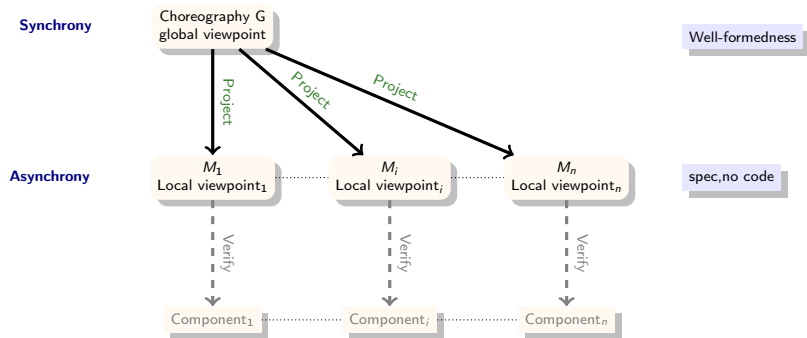 Synchrony
Choreography G
global viewpoint
Well-formedness
Project
Project
Project
Asynchrony
M₁
Local viewpoint₁
Mᵢ
Local viewpointᵢ
Mₙ
Local viewpointₙ
spec,no code
Verify
Verify
Verify
Component₁
Componentᵢ
Componentₙ